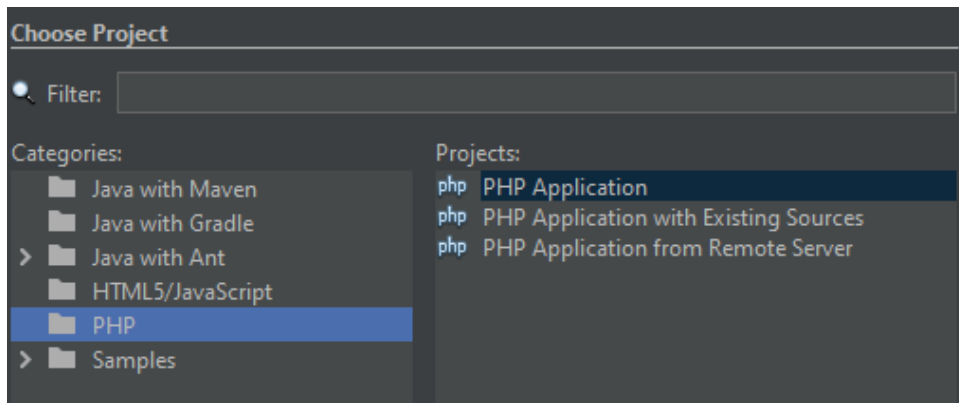 Choose Project
Filter:
Categories:
Java with Maven
Java with Gradle
Java with Ant
HTML5/JavaScript
PHP
Samples
Projects:
php PHP Application
php PHP Application with Existing Sources
php PHP Application from Remote Server